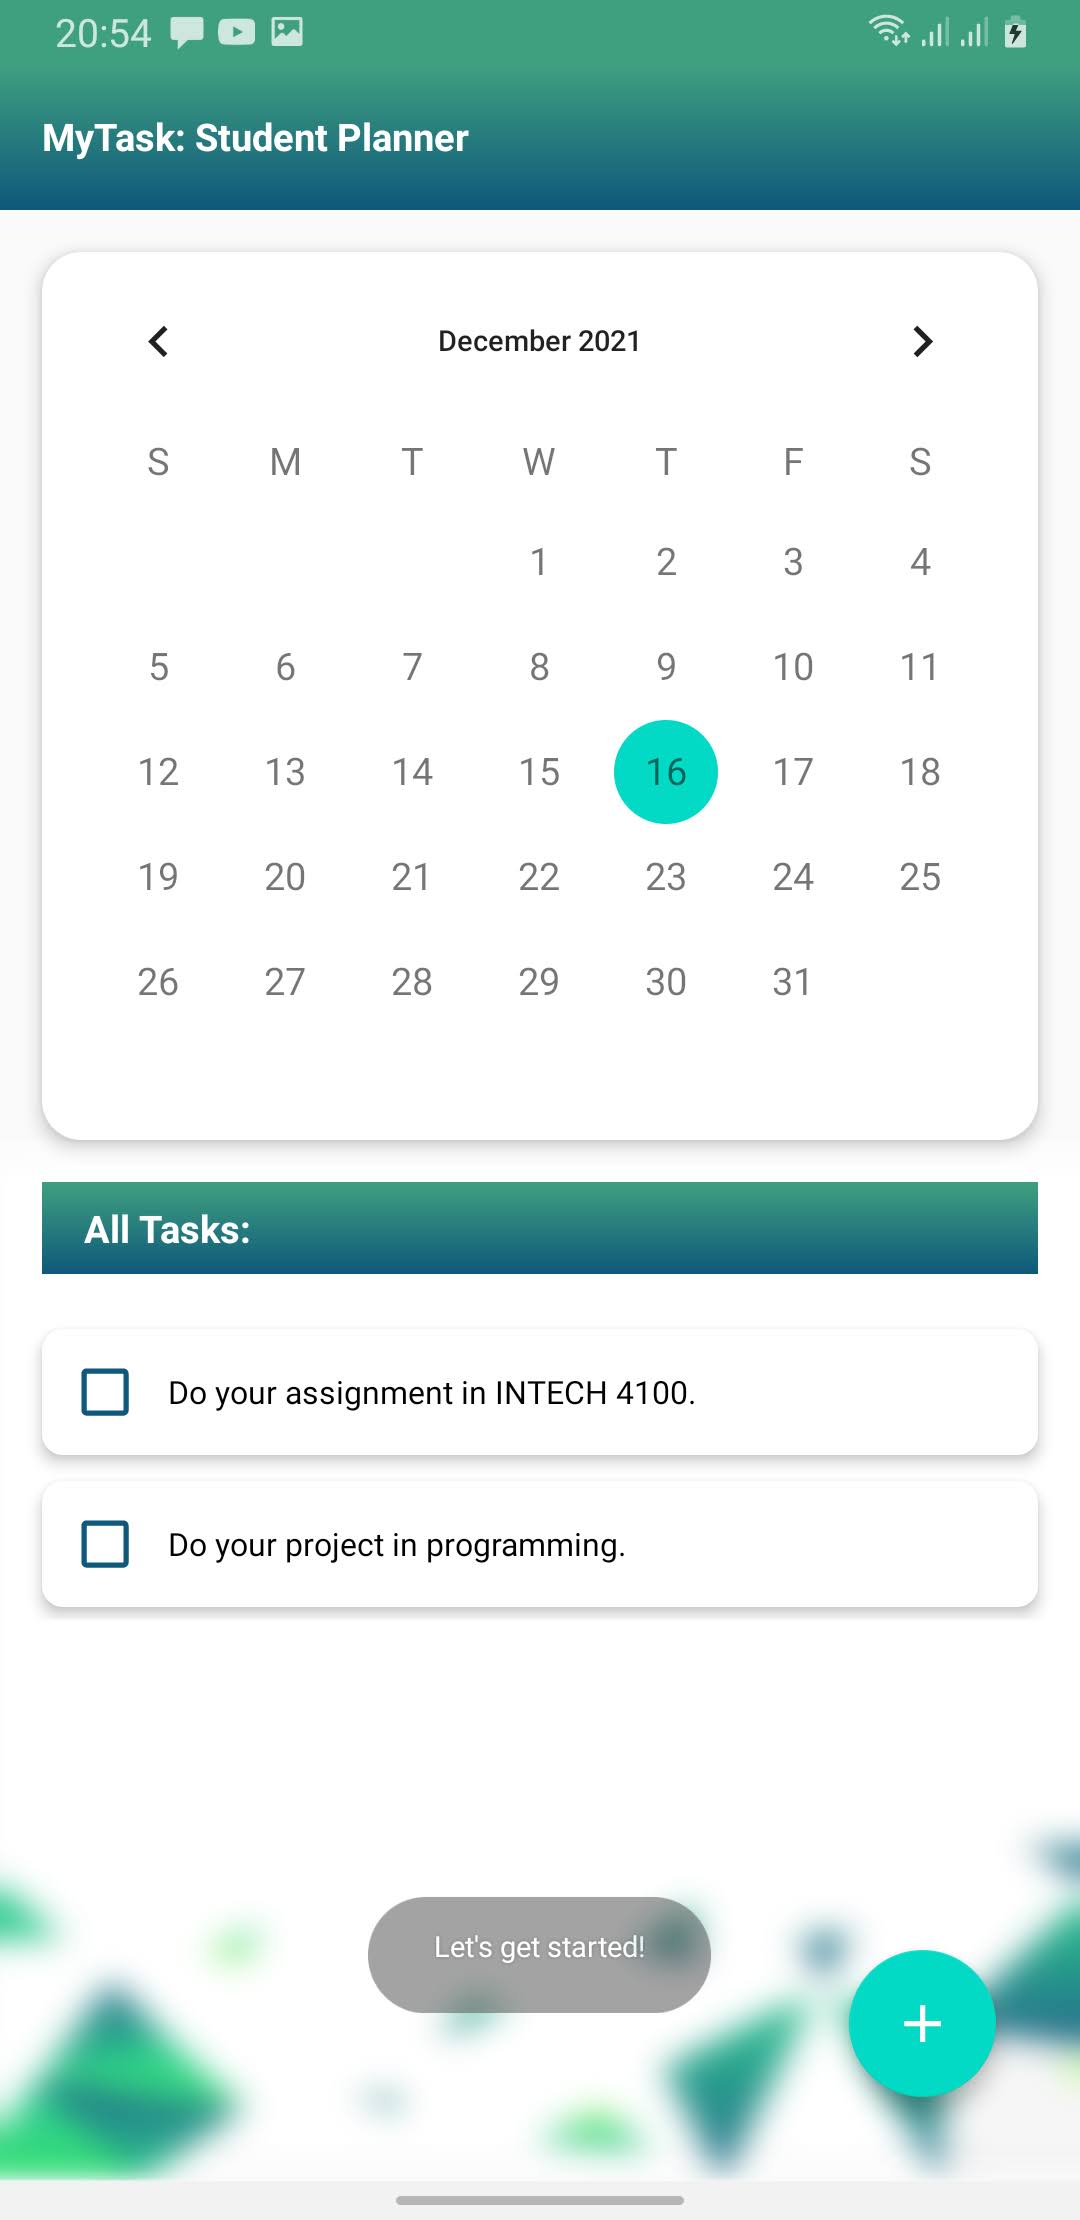 20:54
MyTask: Student Planner
December 2021
S M T W T F S
1 2 3 4
5 6 7 8 9 10 11
12 13 14 15 16 17 18
19 20 21 22 23 24 25
26 27 28 29 30 31
All Tasks:
Do your assignment in INTECH 4100.
Do your project in programming.
Let's get started!